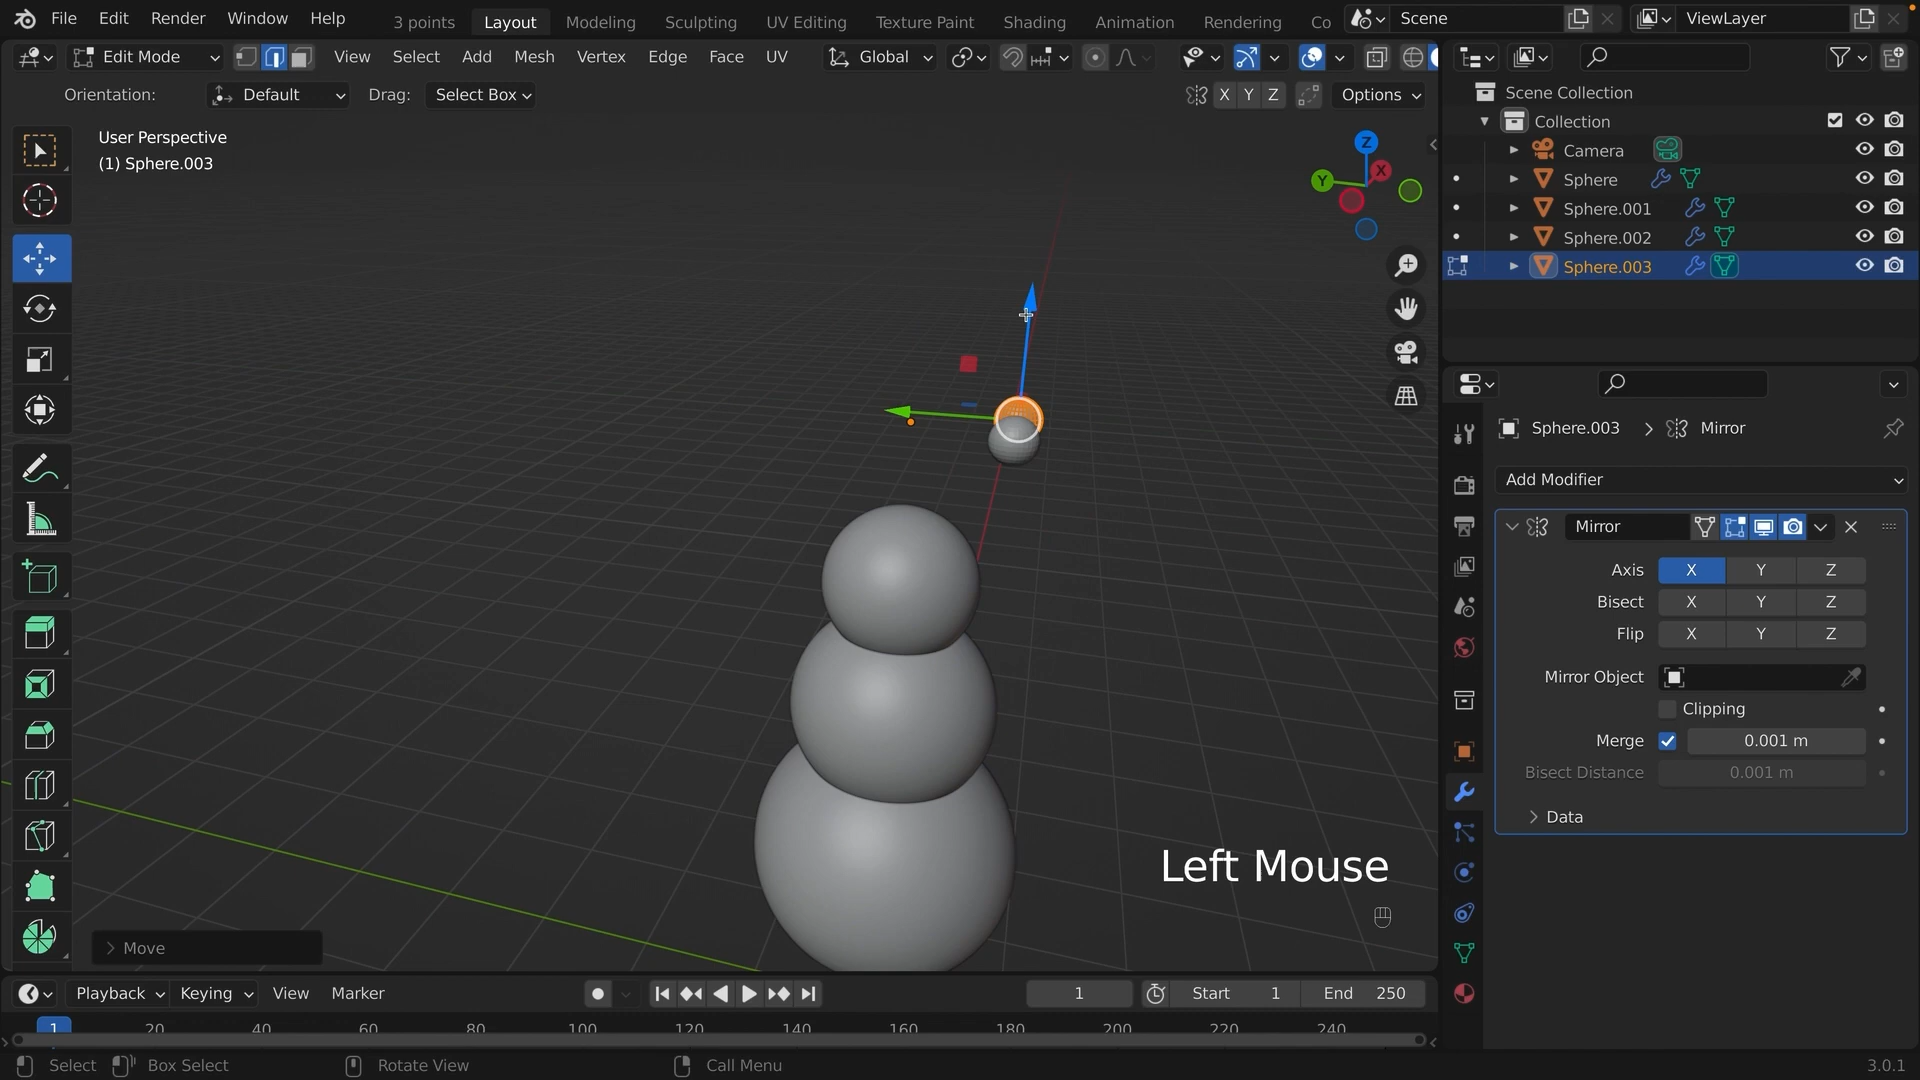 File Edit Render Window Help 3 points Layout Modeling Sculpting UV Editing Texture Paint Shading Animation Rendering Co Scene ViewLayer
Edit Mode View Select Add Mesh Vertex Edge Face UV Global
Orientation: Default Drag: Select Box X Y Z Options
User Perspective
(1) Sphere.003
Z
X
Y
Left Mouse
Move
Scene Collection
Collection
Camera
Sphere
Sphere.001
Sphere.002
Sphere.003
Sphere.003 Mirror
Add Modifier
Mirror
Axis X Y Z
Bisect X Y Z
Flip X Y Z
Mirror Object
Clipping
Merge 0.001 m
Bisect Distance 0.001 m
Data
Playback Keying View Marker 1 Start 1 End 250
1 20 40 60 80 100 120 140 160 180 200 220 240
Select Box Select Rotate View Call Menu 3.0.1